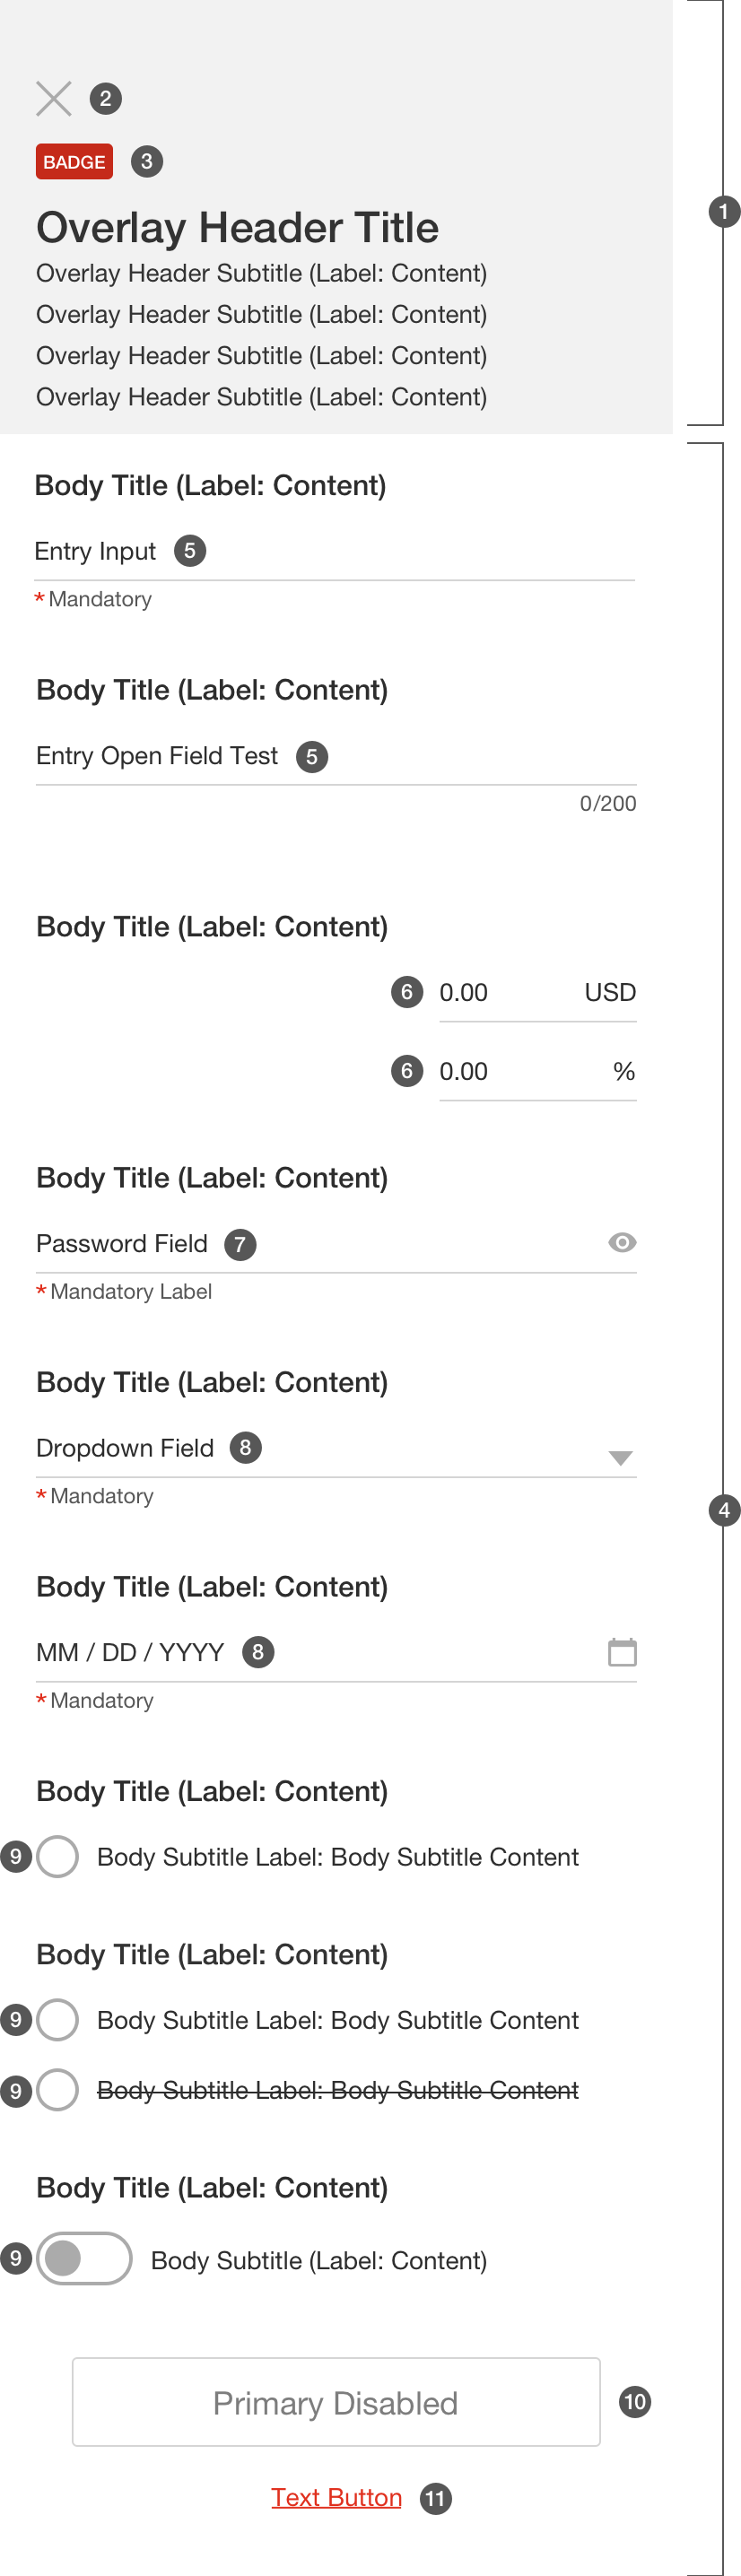 2
BADGE 3
1
Overlay Header Title
Overlay Header Subtitle (Label: Content)
Overlay Header Subtitle (Label: Content)
Overlay Header Subtitle (Label: Content)
Overlay Header Subtitle (Label: Content)
Body Title (Label: Content)
Entry Input 5
* Mandatory
Body Title (Label: Content)
Entry Open Field Test 5
0/200
Body Title (Label: Content)
6 0.00 USD
6 0.00 %
Body Title (Label: Content)
Password Field 7
* Mandatory Label
Body Title (Label: Content)
Dropdown Field 8
* Mandatory
4
Body Title (Label: Content)
MM / DD / YYYY 8
* Mandatory
Body Title (Label: Content)
9 Body Subtitle Label: Body Subtitle Content
Body Title (Label: Content)
9 Body Subtitle Label: Body Subtitle Content
9 Body Subtitle Label: Body Subtitle Content
Body Title (Label: Content)
9 Body Subtitle (Label: Content)
Primary Disabled 10
Text Button 11